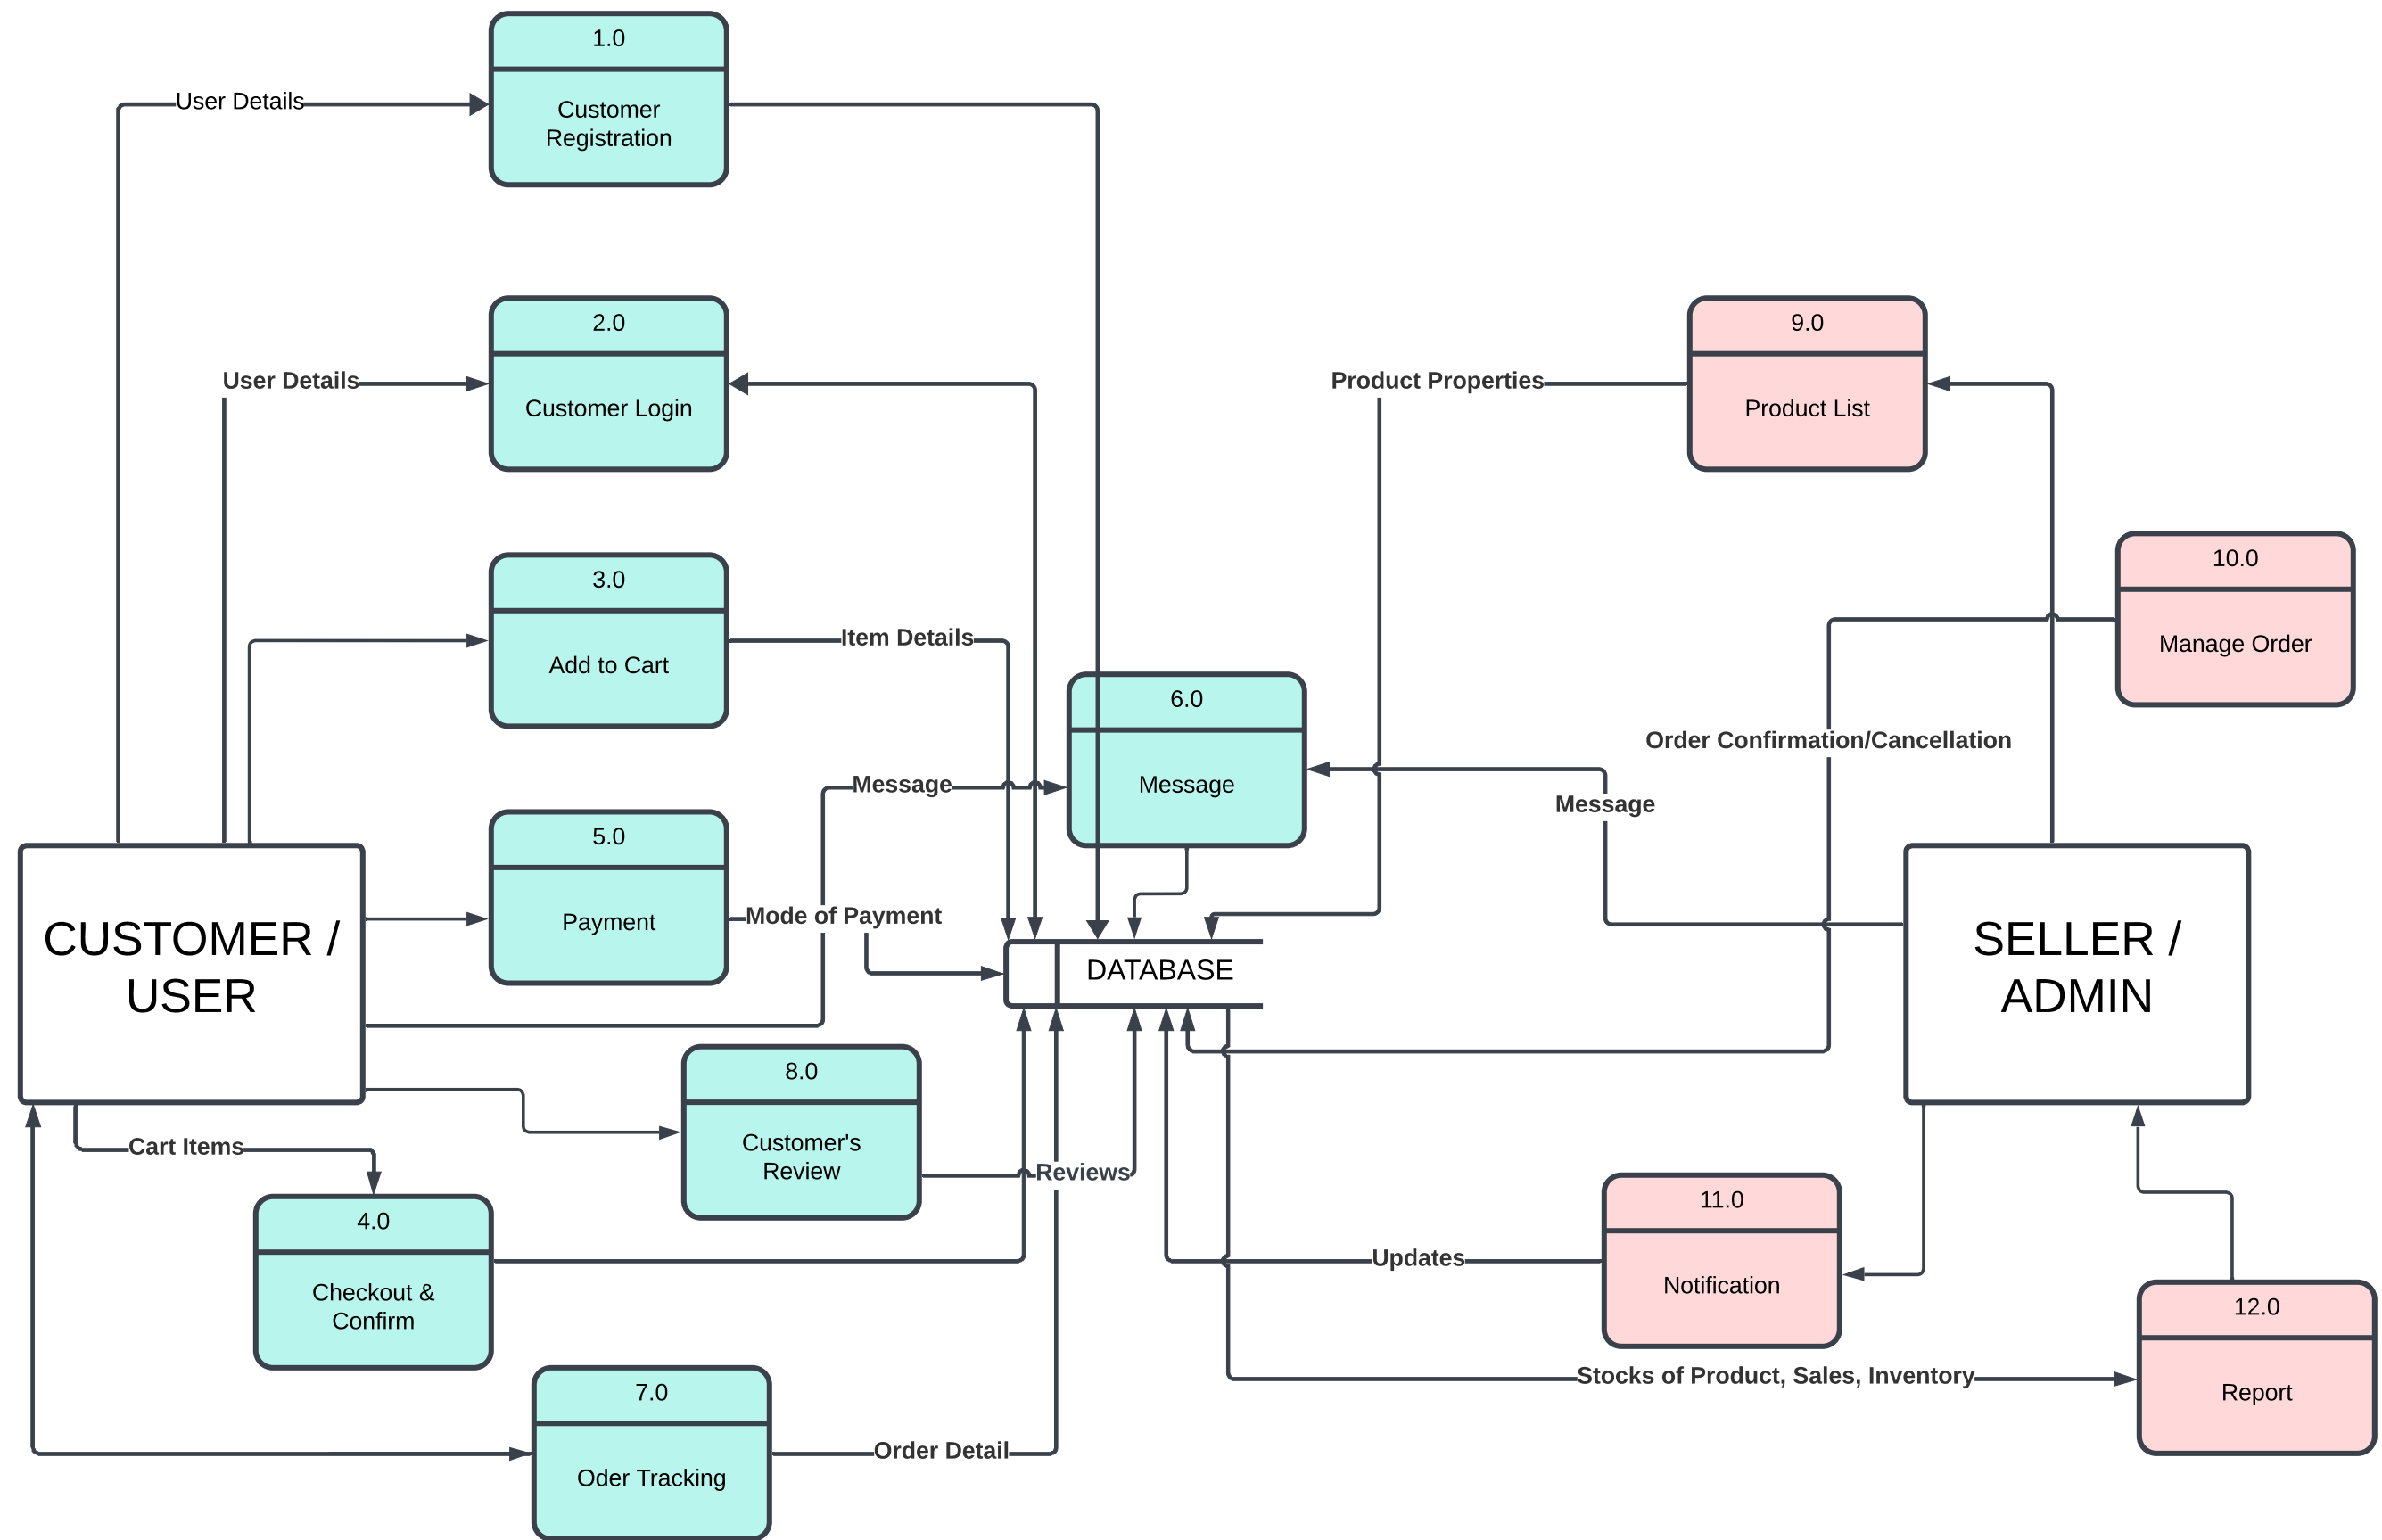 1.0
Customer
Registration
User Details
2.0
Customer Login
User Details
9.0
Product List
Product Properties
10.0
Manage Order
3.0
Add to Cart
Item Details
6.0
Message
Message
Order Confirmation/Cancellation
Message
5.0
Payment
Mode of Payment
CUSTOMER /
USER
DATABASE
SELLER /
ADMIN
8.0
Customer's
Review
Reviews
Cart Items
4.0
Checkout &
Confirm
11.0
Notification
Updates
12.0
Report
Stocks of Product, Sales, Inventory
7.0
Oder Tracking
Order Detail